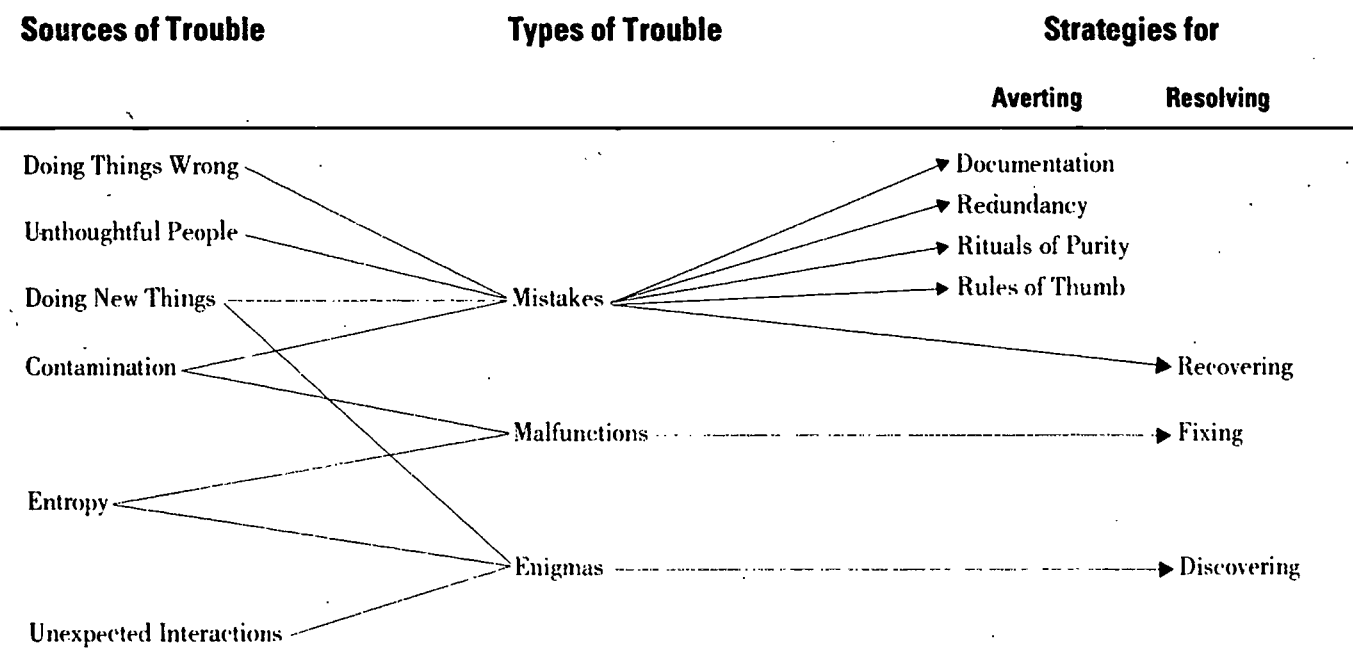 Sources of Trouble Types of Trouble Strategies for
Averting Resolving
Doing Things Wrong Documentation
Redundancy
Unthoughtful People Rituals of Purity
Doing New Things Mistakes Rules of Thumb
Contamination Recovering
Malfunctions Fixing
Entropy
Enigmas Discovering
Unexpected Interactions